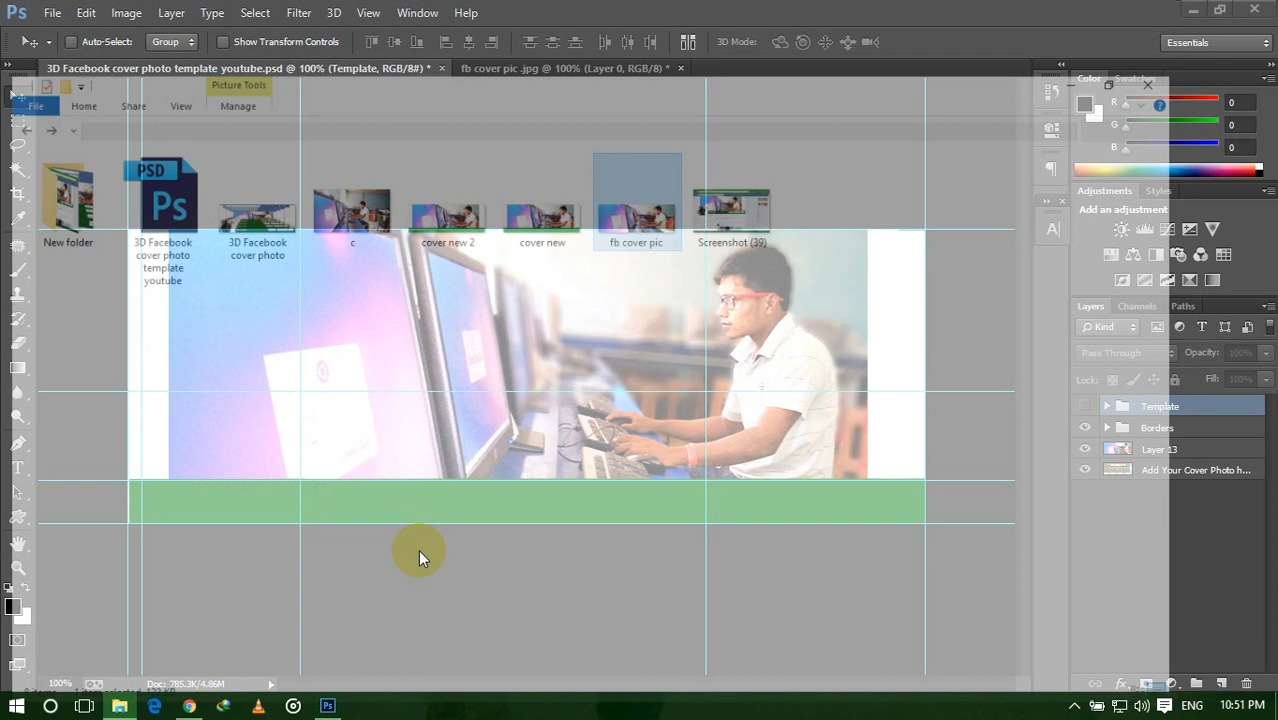 Ps File Edit Image Layer Type Select Filter 3D View Window Help
Auto-Select: Group Show Transform Controls 3D Mode: Essentials
3D Facebook cover photo template youtube.psd @ 100% (Template, RGB/8#) * × fb cover pic .jpg @ 100% (Layer 0, RGB/8) * ×
Color Swatches
Picture Tools
File Home Share View Manage
R 0
G 0
B 0
PSD
Ps
New folder
3D Facebook cover photo template youtube
3D Facebook cover photo
c
cover new 2
cover new
fb cover pic
Screenshot (39)
Adjustments Styles
Add an adjustment
Layers Channels Paths
Kind
Pass Through Opacity: 100%
Lock: Fill: 100%
Template
Borders
Layer 13
Add Your Cover Photo h...
100% Doc: 785.3K/4.86M
1 item selected
ENG 10:51 PM